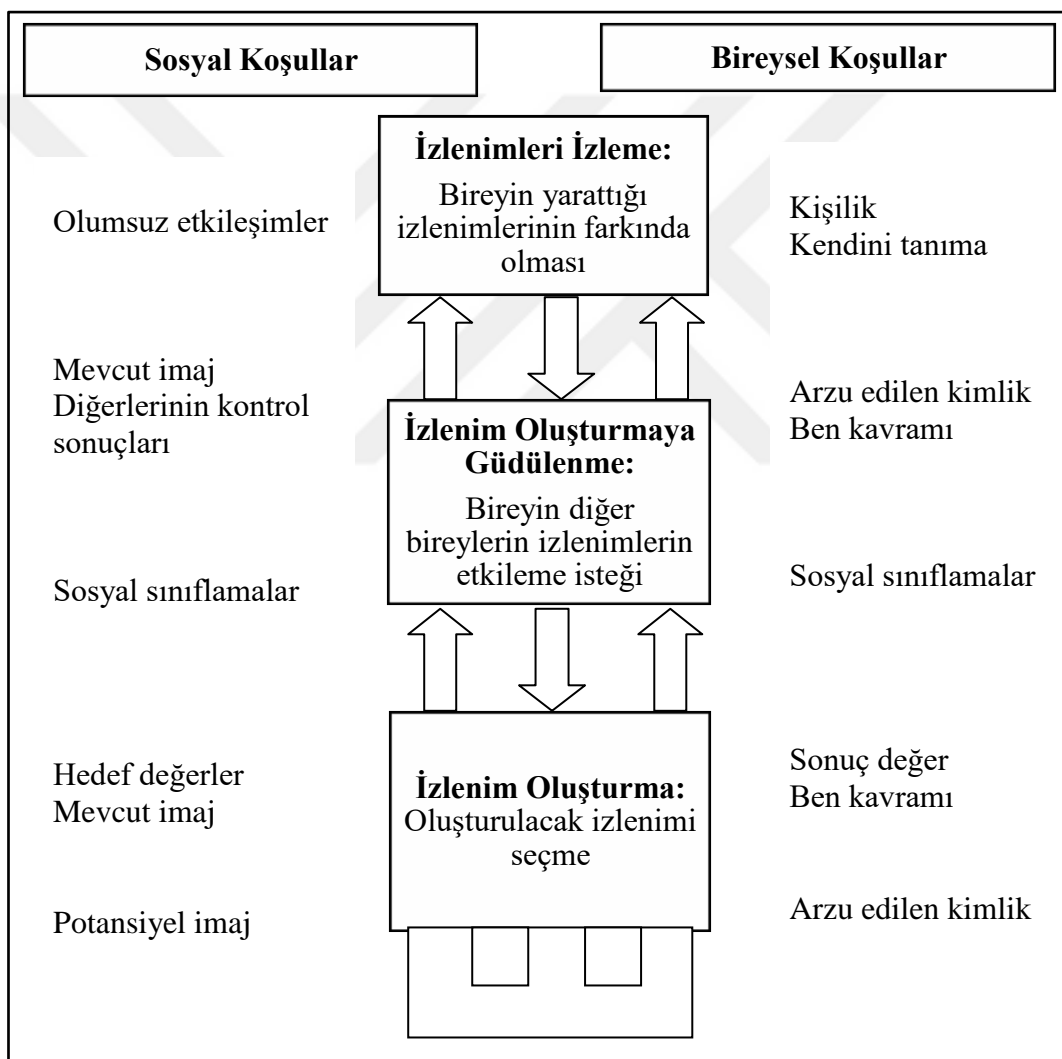 Sosyal Koşullar
Bireysel Koşullar
İzlenimleri İzleme:
Bireyin yarattığı
izlenimlerinin farkında
olması
Olumsuz etkileşimler
Kişilik
Kendini tanıma
Mevcut imaj
Diğerlerinin kontrol
sonuçları
İzlenim Oluşturmaya
Güdülenme:
Bireyin diğer
bireylerin izlenimlerin
etkileme isteği
Arzu edilen kimlik
Ben kavramı
Sosyal sınıflamalar
Sosyal sınıflamalar
Hedef değerler
Mevcut imaj
İzlenim Oluşturma:
Oluşturulacak izlenimi
seçme
Sonuç değer
Ben kavramı
Potansiyel imaj
Arzu edilen kimlik